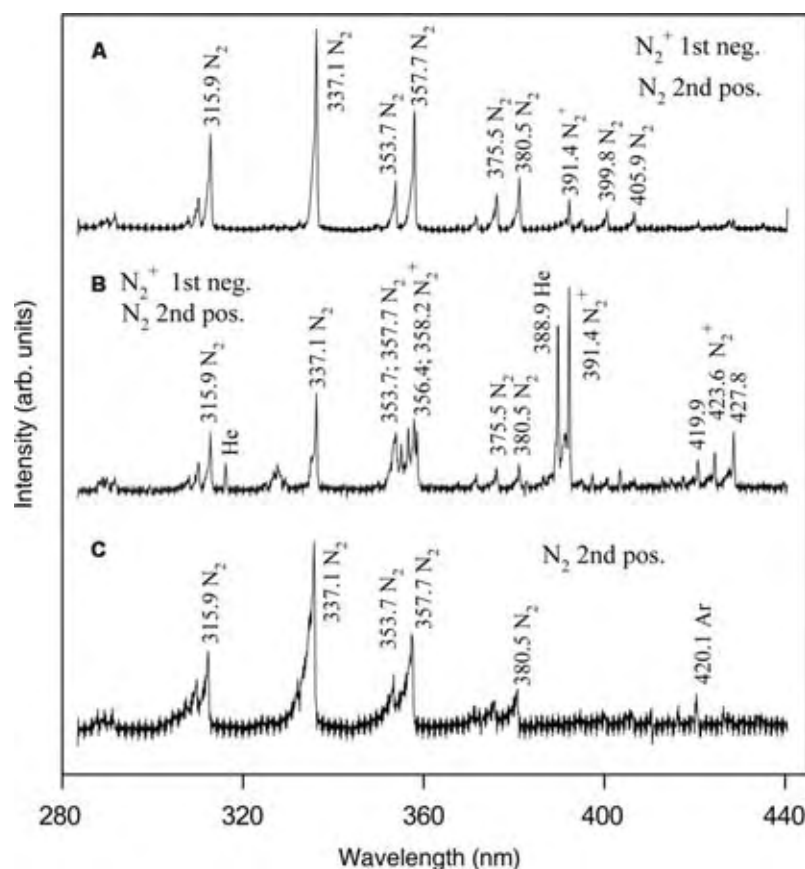 A
315.9 N₂
337.1 N₂
353.7 N₂
357.7 N₂
375.5 N₂
380.5 N₂
391.4 N₂⁺
399.8 N₂
405.9 N₂
N₂⁺ 1st neg.
N₂ 2nd pos.
B
N₂⁺ 1st neg.
N₂ 2nd pos.
315.9 N₂
He
337.1 N₂
353.7; 357.7 N₂
356.4; 358.2 N₂⁺
375.5 N₂
380.5 N₂
388.9 He
391.4 N₂⁺
419.9
423.6 N₂⁺
427.8
C
315.9 N₂
337.1 N₂
353.7 N₂
357.7 N₂
380.5 N₂
N₂ 2nd pos.
420.1 Ar
Intensity (arb. units)
280 320 360 400 440
Wavelength (nm)